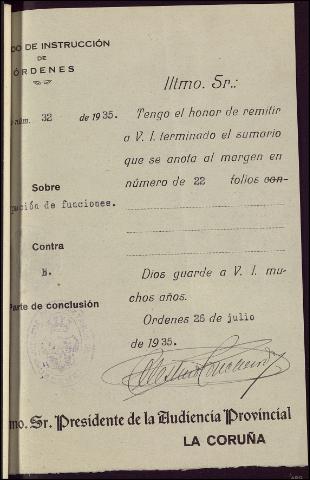 DO DE INSTRUCCIÓN
DE
ÓRDENES
núm. 32 de 1935.
Sobre
pación de funciones.
Contra
B.
Parte de conclusión
Iltmo. Sr.:
Tengo el honor de remitir
a V. I. terminado el sumario
que se anota al margen en
número de 22 folios con-
Dios guarde a V. I. mu-
chos años.
Ordenes 26 de julio
de 1935.
mo. Sr. Presidente de la Audiencia Provincial
LA CORUÑA